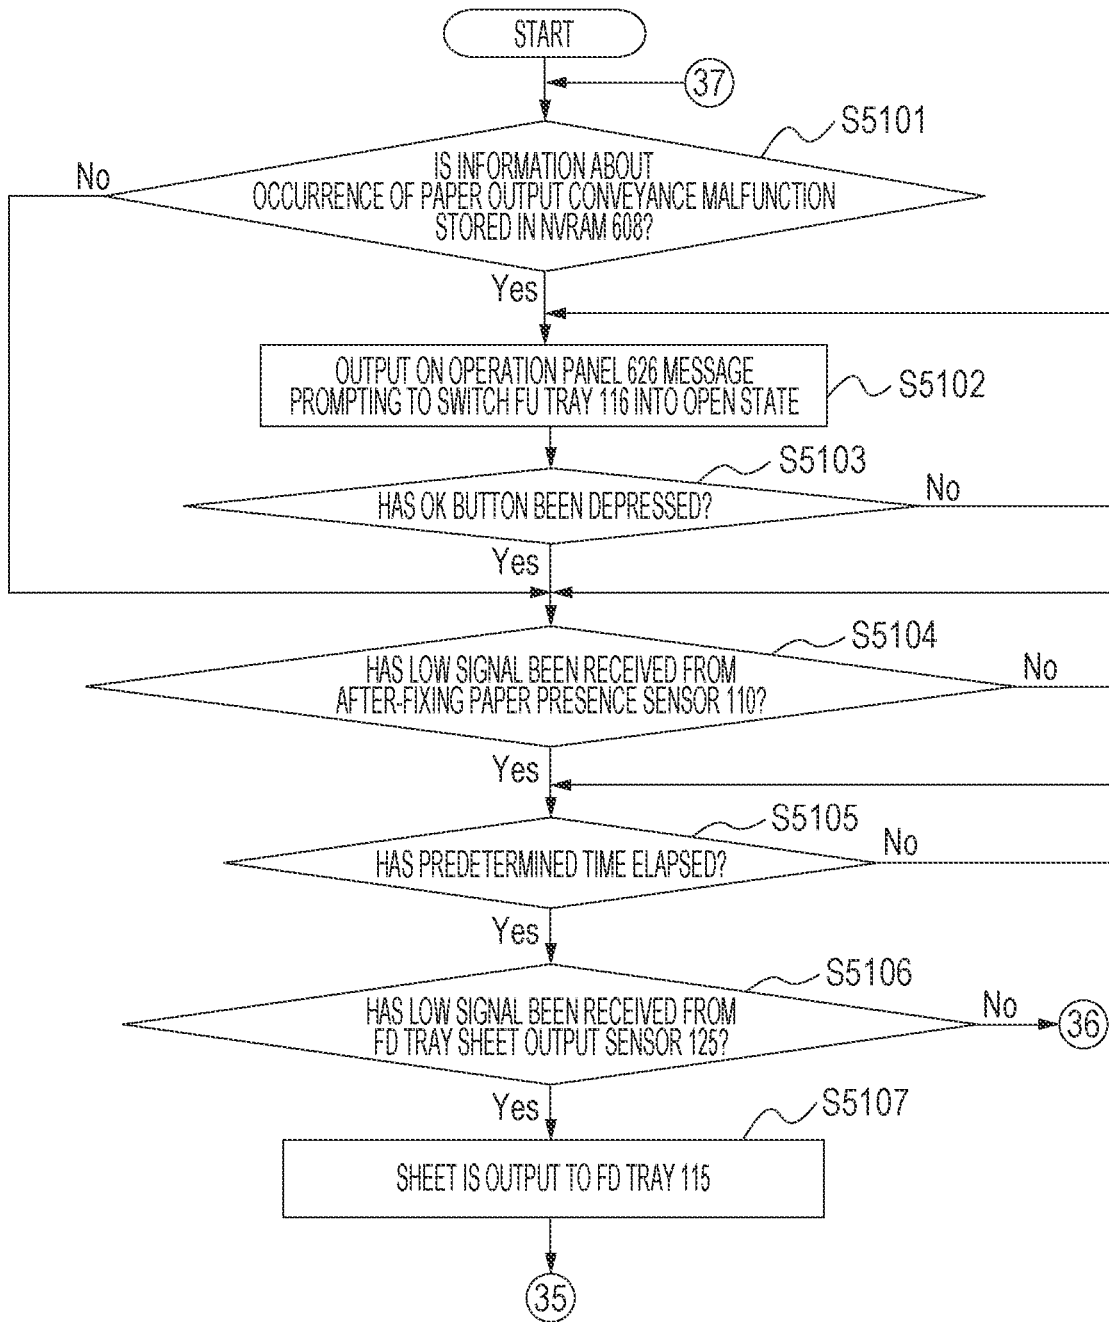 START
37
S5101
IS INFORMATION ABOUT
OCCURRENCE OF PAPER OUTPUT CONVEYANCE MALFUNCTION
STORED IN NVRAM 608?
No
Yes
OUTPUT ON OPERATION PANEL 626 MESSAGE
PROMPTING TO SWITCH FU TRAY 116 INTO OPEN STATE
S5102
S5103
HAS OK BUTTON BEEN DEPRESSED?
No
Yes
S5104
HAS LOW SIGNAL BEEN RECEIVED FROM
AFTER-FIXING PAPER PRESENCE SENSOR 110?
No
Yes
S5105
HAS PREDETERMINED TIME ELAPSED?
No
Yes
S5106
HAS LOW SIGNAL BEEN RECEIVED FROM
FD TRAY SHEET OUTPUT SENSOR 125?
No
36
Yes
S5107
SHEET IS OUTPUT TO FD TRAY 115
35